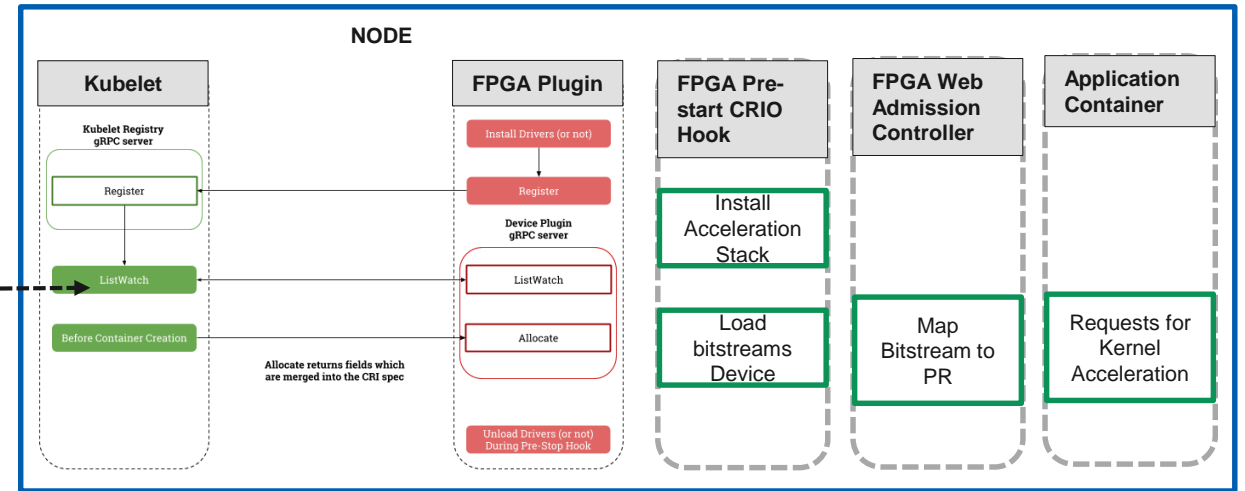 NODE
Kubelet
Kubelet Registry
gRPC server
Register
ListWatch
Before Container Creation
Allocate returns fields which
are merged into the CRI spec
FPGA Plugin
Install Drivers (or not)
Register
Device Plugin
gRPC server
ListWatch
Allocate
Unload Drivers (or not)
During Pre-Stop Hook
FPGA Pre-
start CRIO
Hook
Install
Acceleration
Stack
Load
bitstreams
Device
FPGA Web
Admission
Controller
Map
Bitstream to
PR
Application
Container
Requests for
Kernel
Acceleration